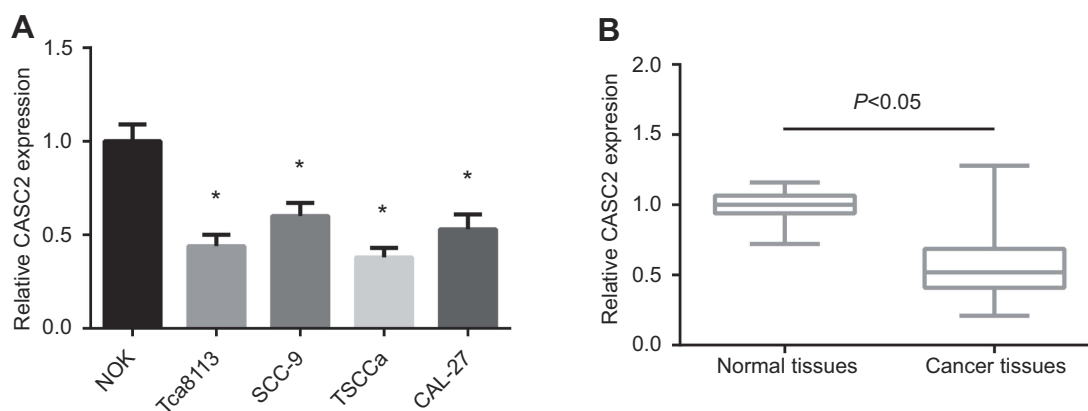 A
Relative CASC2 expression
1.5
1.0
0.5
0.0
*
*
*
*
NOK
Tca8113
SCC-9
TSCCa
CAL-27
B
Relative CASC2 expression
2.0
1.5
1.0
0.5
0.0
P<0.05
Normal tissues
Cancer tissues